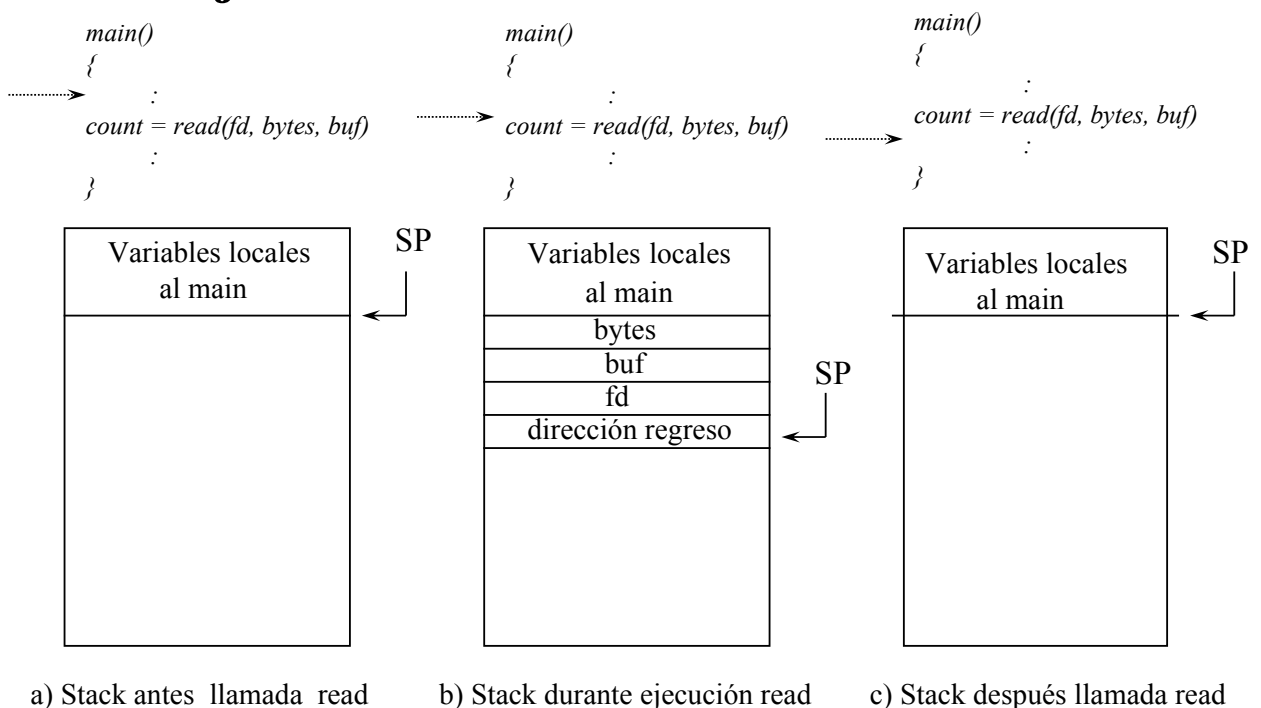 main()
{
:
count = read(fd, bytes, buf)
:
}
Variables locales
al main
SP
a) Stack antes llamada read
main()
{
:
count = read(fd, bytes, buf)
:
}
Variables locales
al main
bytes
buf
fd
dirección regreso
SP
b) Stack durante ejecución read
main()
{
:
count = read(fd, bytes, buf)
:
}
Variables locales
al main
SP
c) Stack después llamada read